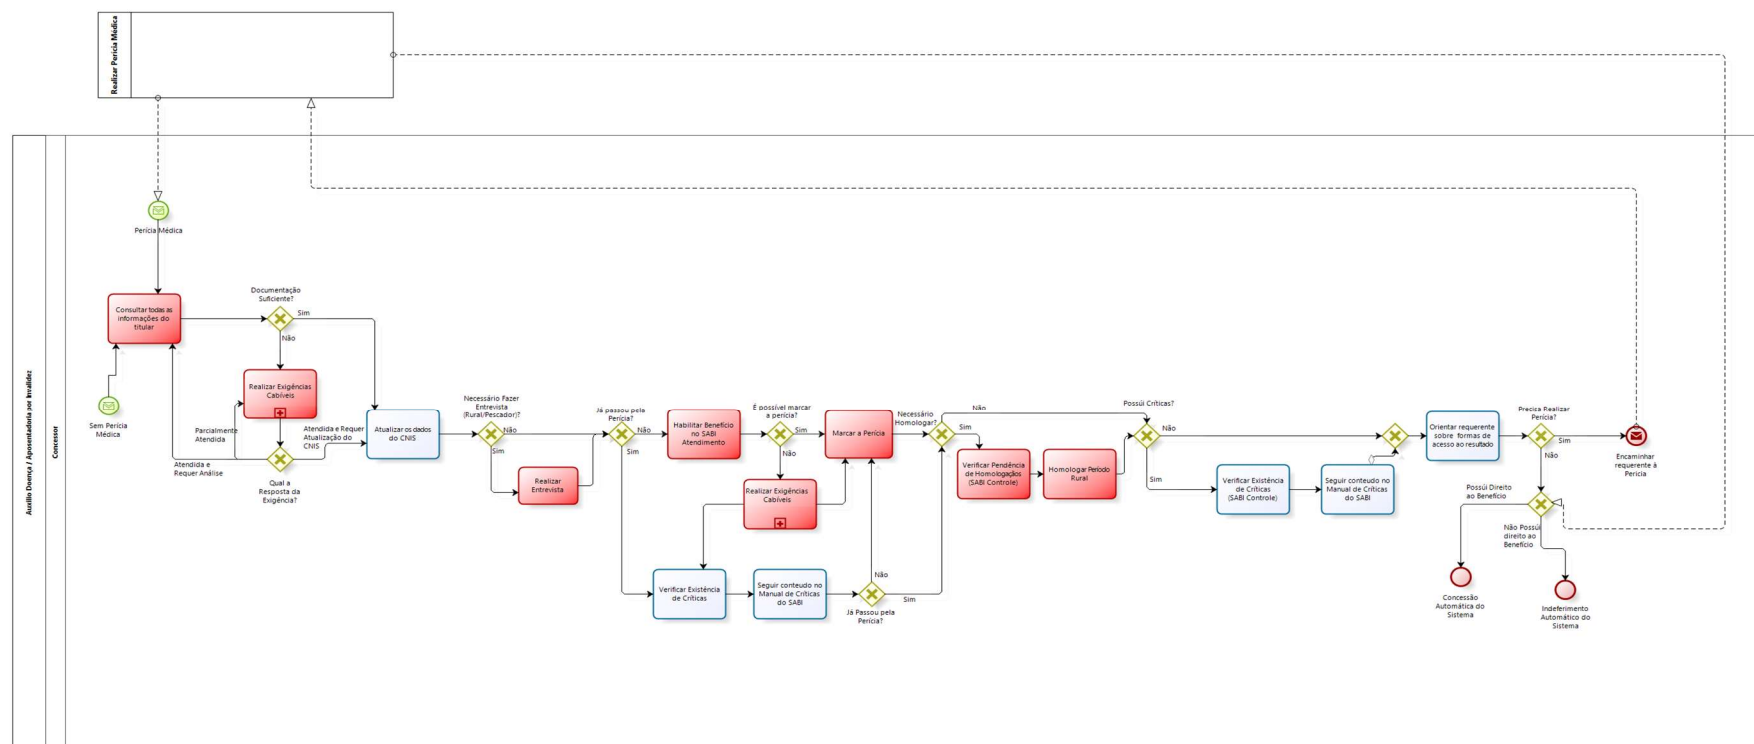 Realizar Perícia Médica
Auxílio Doença / Aposentadoria por Invalidez
Concessor
Perícia Médica
Consultar todas as
informações do
titular
Sem Perícia
Médica
Documentação
Suficiente?
Sim
Não
Realizar Exigências
Cabíveis
Parcialmente
Atendida
Atendida e
Requer Análise
Atendida e Requer
Atualização do
CNIS
Qual a
Resposta da
Exigência?
Atualizar os dados
do CNIS
Necessário Fazer
Entrevista
(Rural/Pescador)?
Não
Sim
Realizar
Entrevista
Já passou pela
Perícia?
Não
Sim
Habilitar Benefício
no SABI
Atendimento
É possível marcar
a perícia?
Sim
Não
Realizar Exigências
Cabíveis
Verificar Existência
de Críticas
Seguir conteudo no
Manual de Críticas
do SABI
Já Passou pela
Perícia?
Não
Sim
Marcar a Perícia
Necessário
Homologar?
Não
Sim
Verificar Pendência
de Homologações
(SABI Controle)
Homologar Período
Rural
Possúi Críticas?
Não
Sim
Verificar Existência
de Críticas
(SABI Controle)
Seguir conteudo no
Manual de Críticas
do SABI
Orientar requerente
sobre formas de
acesso ao resultado
Precisa Realizar
Perícia?
Sim
Não
Encaminhar
requerente à
Perícia
Possúi Direito
ao Benefício
Não Possúi
direito ao
Benefício
Concessão
Automática do
Sistema
Indeferimento
Automático do
Sistema